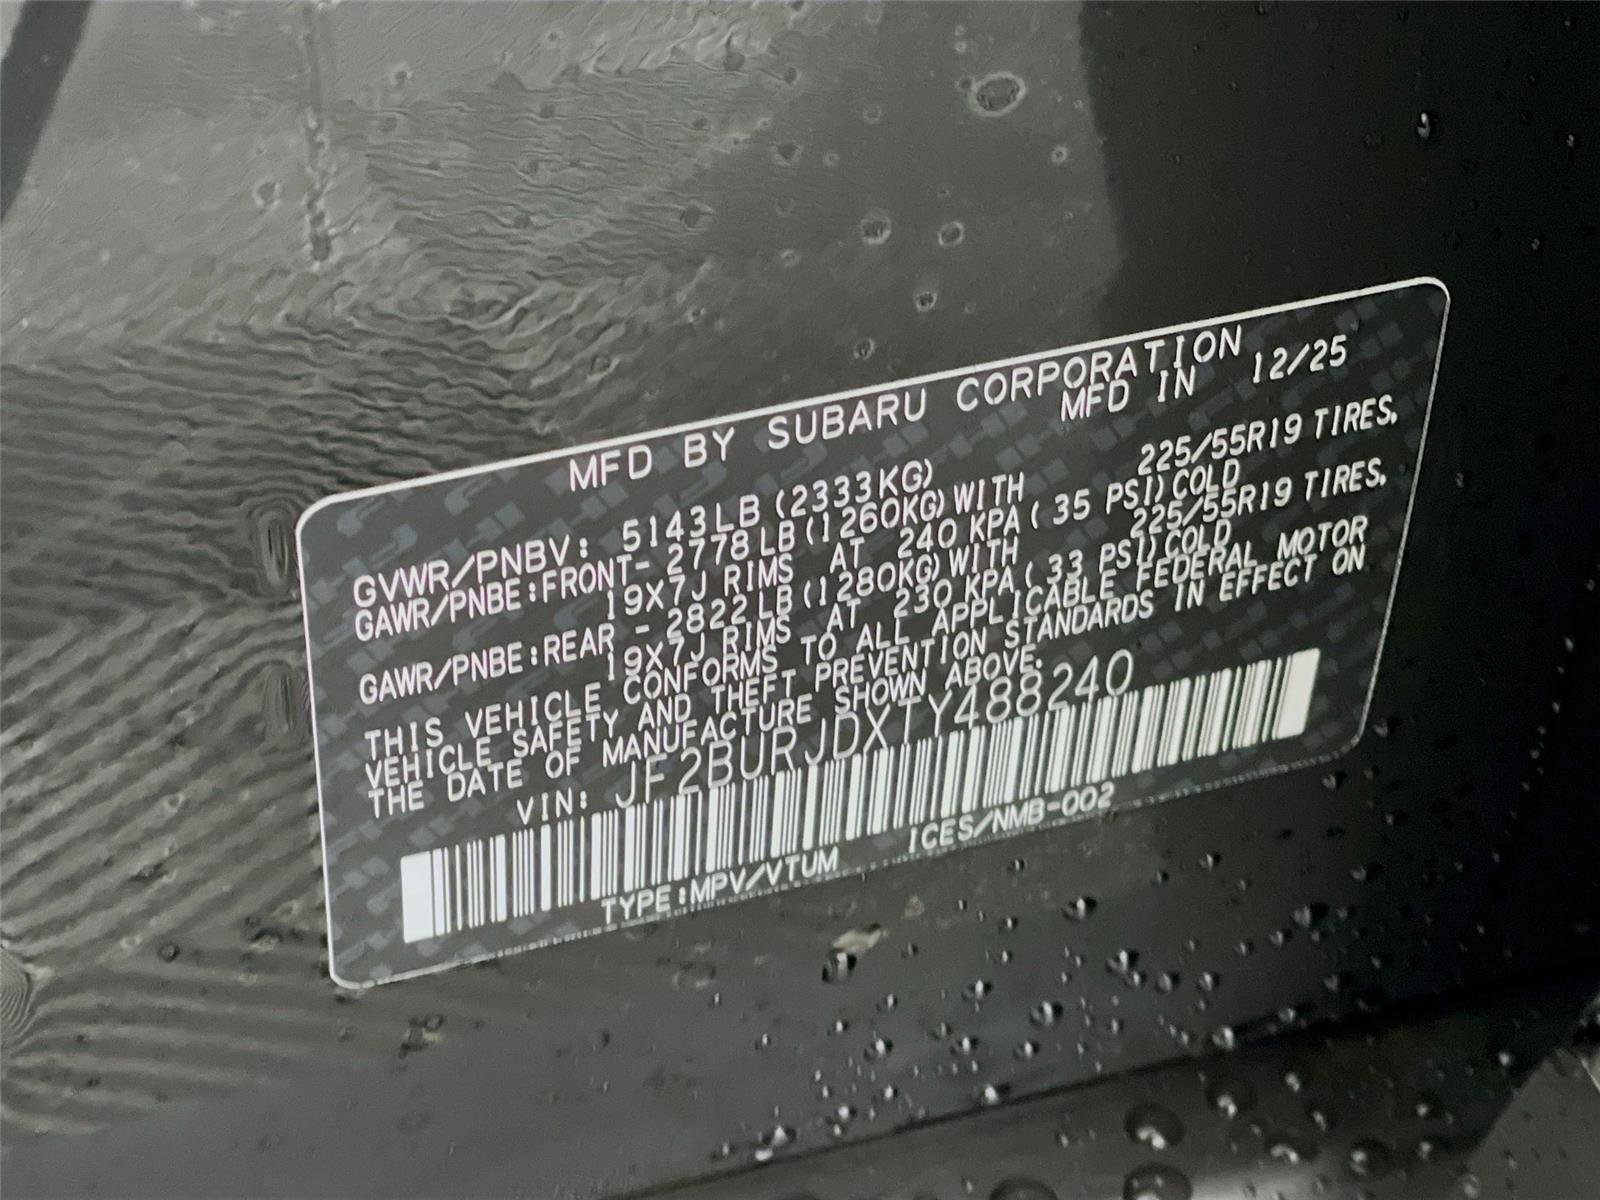 MFD BY SUBARU CORPORATION
MFD IN 12/25
GVWR/PNBV: 5143LB (2333KG)
GAWR/PNBE:FRONT- 2778LB (1260KG) WITH 225/55R19 TIRES,
19X7J RIMS AT 240 KPA ( 35 PSI) COLD
GAWR/PNBE:REAR - 2822LB (1280KG) WITH 225/55R19 TIRES,
19X7J RIMS AT 230 KPA ( 33 PSI) COLD
THIS VEHICLE CONFORMS TO ALL APPLICABLE FEDERAL MOTOR
VEHICLE SAFETY AND THEFT PREVENTION STANDARDS IN EFFECT ON
THE DATE OF MANUFACTURE SHOWN ABOVE.
VIN: JF2BURJDXTY488240
TYPE:MPV/VTUM ICES/NMB-002